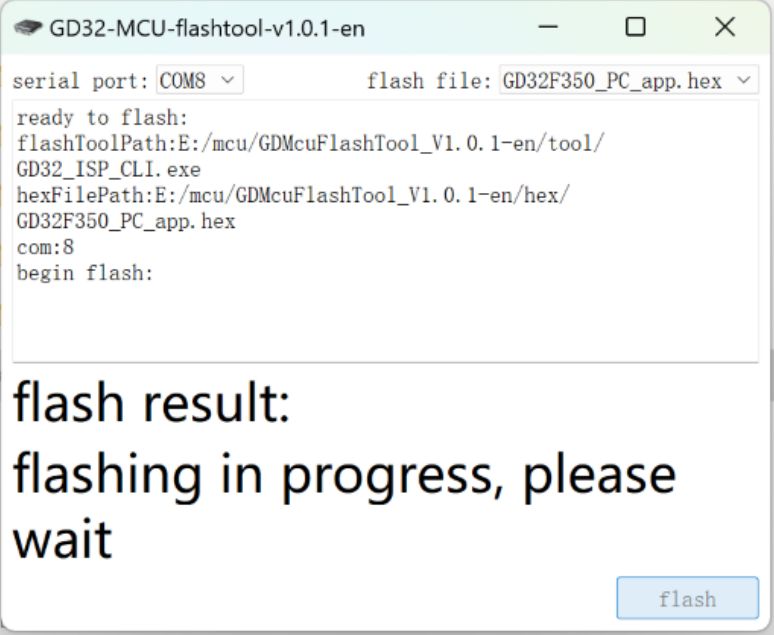 GD32-MCU-flashtool-v1.0.1-en
serial port: COM8 flash file: GD32F350_PC_app.hex
ready to flash:
flashToolPath:E:/mcu/GDMcuFlashTool_V1.0.1-en/tool/
GD32_ISP_CLI.exe
hexFilePath:E:/mcu/GDMcuFlashTool_V1.0.1-en/hex/
GD32F350_PC_app.hex
com:8
begin flash:
flash result:
flashing in progress, please
wait
flash